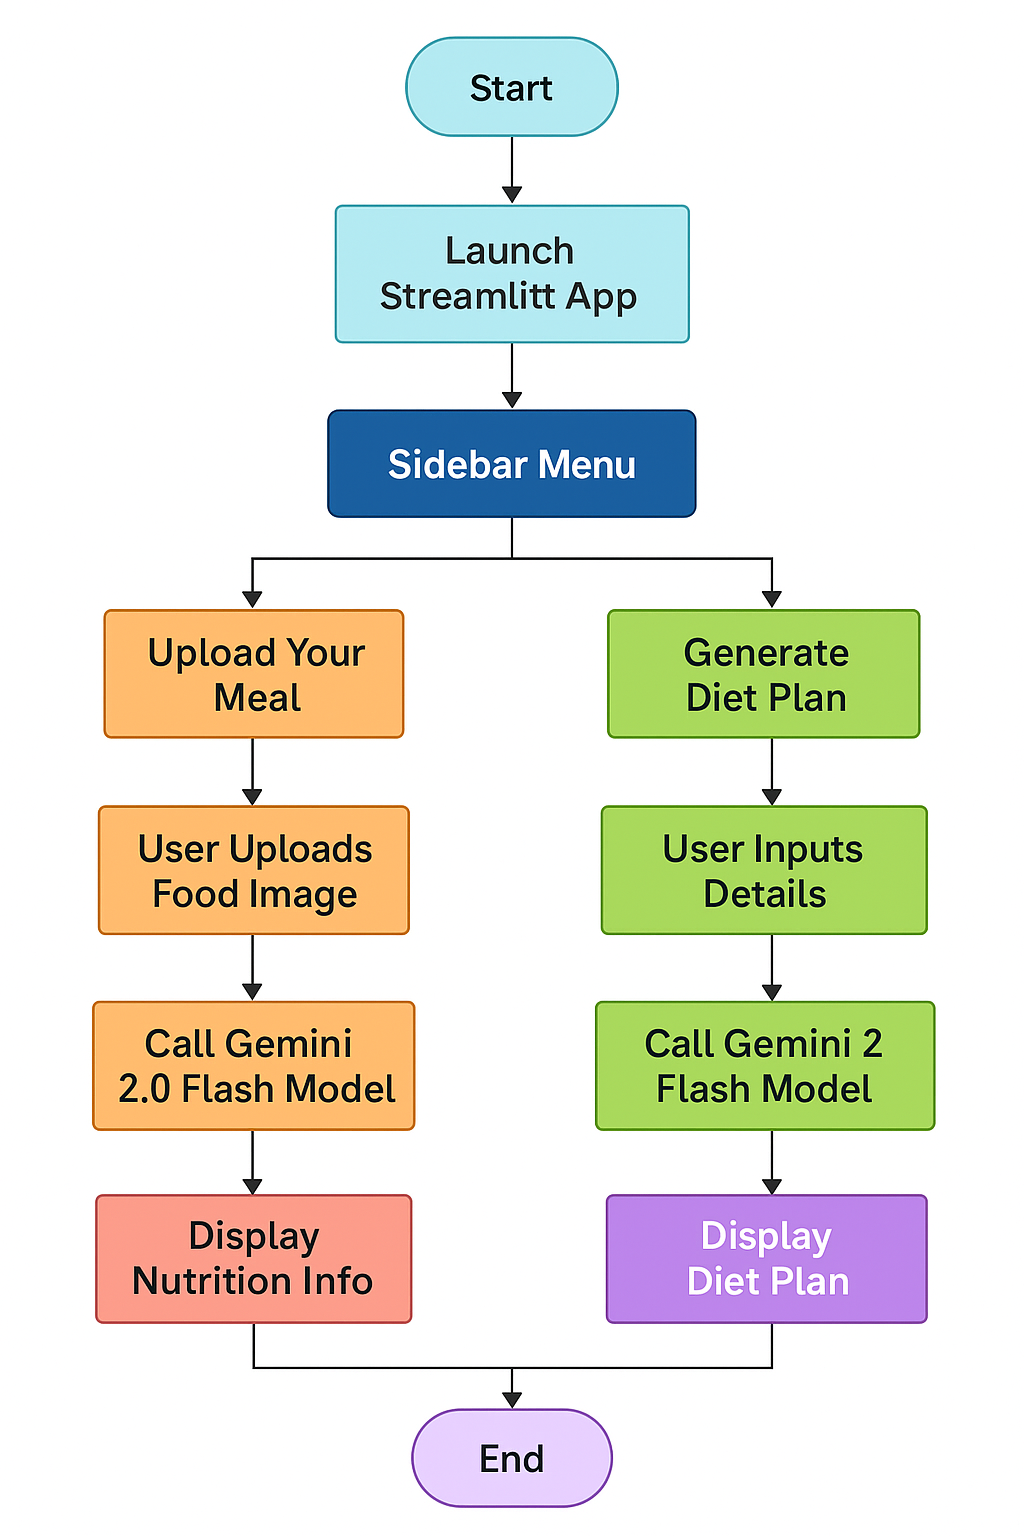 Start
Launch
Streamlitt App
Sidebar Menu
Upload Your
Meal
Generate
Diet Plan
User Uploads
Food Image
User Inputs
Details
Call Gemini
2.0 Flash Model
Call Gemini 2
Flash Model
Display
Nutrition Info
Display
Diet Plan
End